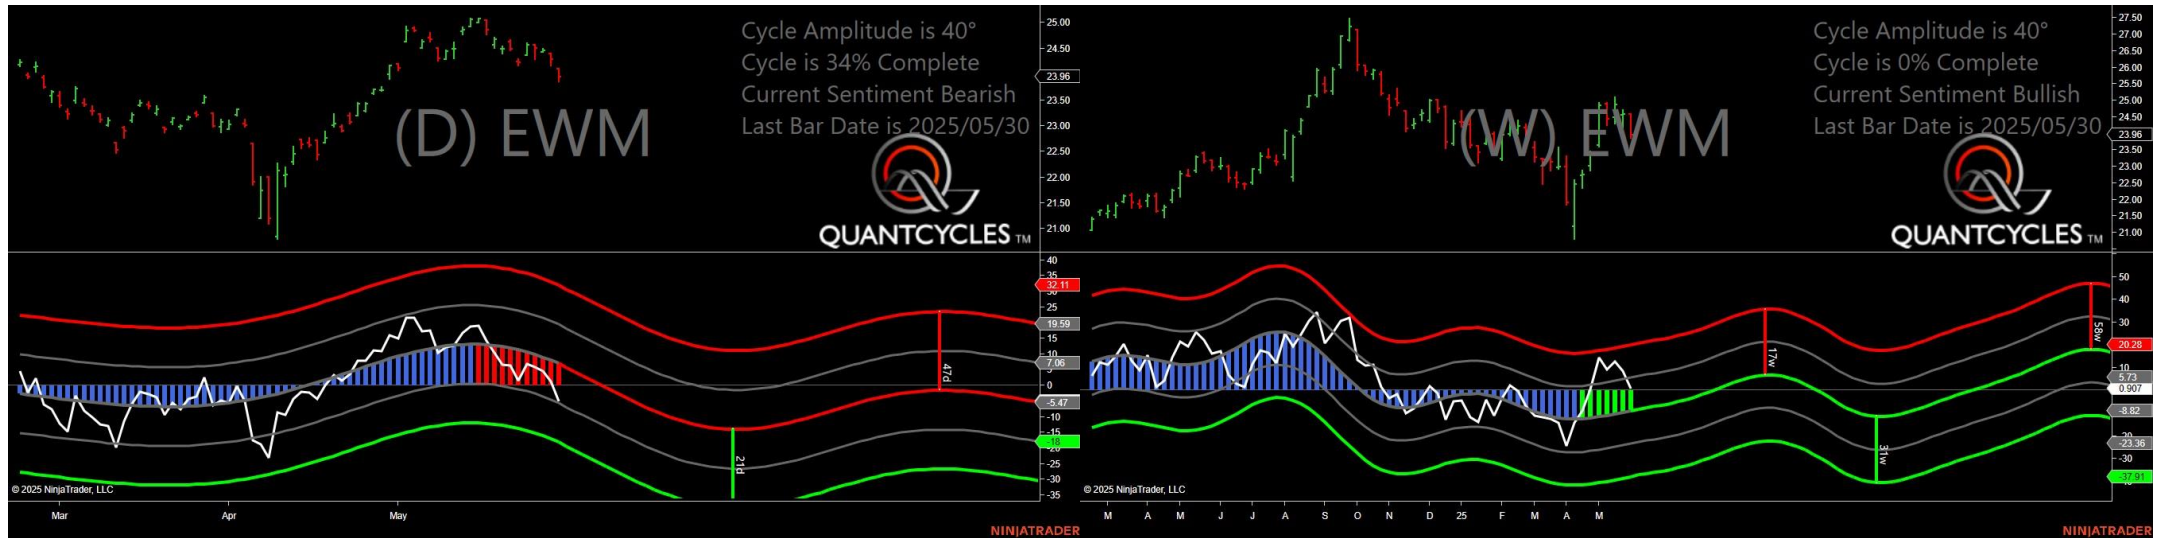 Cycle Amplitude is 40°
Cycle is 34% Complete
Current Sentiment Bearish
Last Bar Date is 2025/05/30
(D) EWM
QUANTCYCLES TM
25.00
24.50
23.96
23.50
23.00
22.50
22.00
21.50
21.00
40
35
32.11
25
19.59
15
10
7.06
0
-5.47
-10
-15
-18
-25
-30
-35
47d
21d
© 2025 NinjaTrader, LLC
Mar Apr May
NINJATRADER
Cycle Amplitude is 40°
Cycle is 0% Complete
Current Sentiment Bullish
Last Bar Date is 2025/05/30
(W) EWM
QUANTCYCLES TM
27.50
27.00
26.50
26.00
25.50
25.00
24.50
23.96
23.50
23.00
22.50
22.00
21.50
21.00
50
40
30
20.28
10
5.73
0.907
-8.82
-23.36
-30
-37.91
17w
31w
58w
© 2025 NinjaTrader, LLC
M A M J J A S O N D 25 F M A M
NINJATRADER